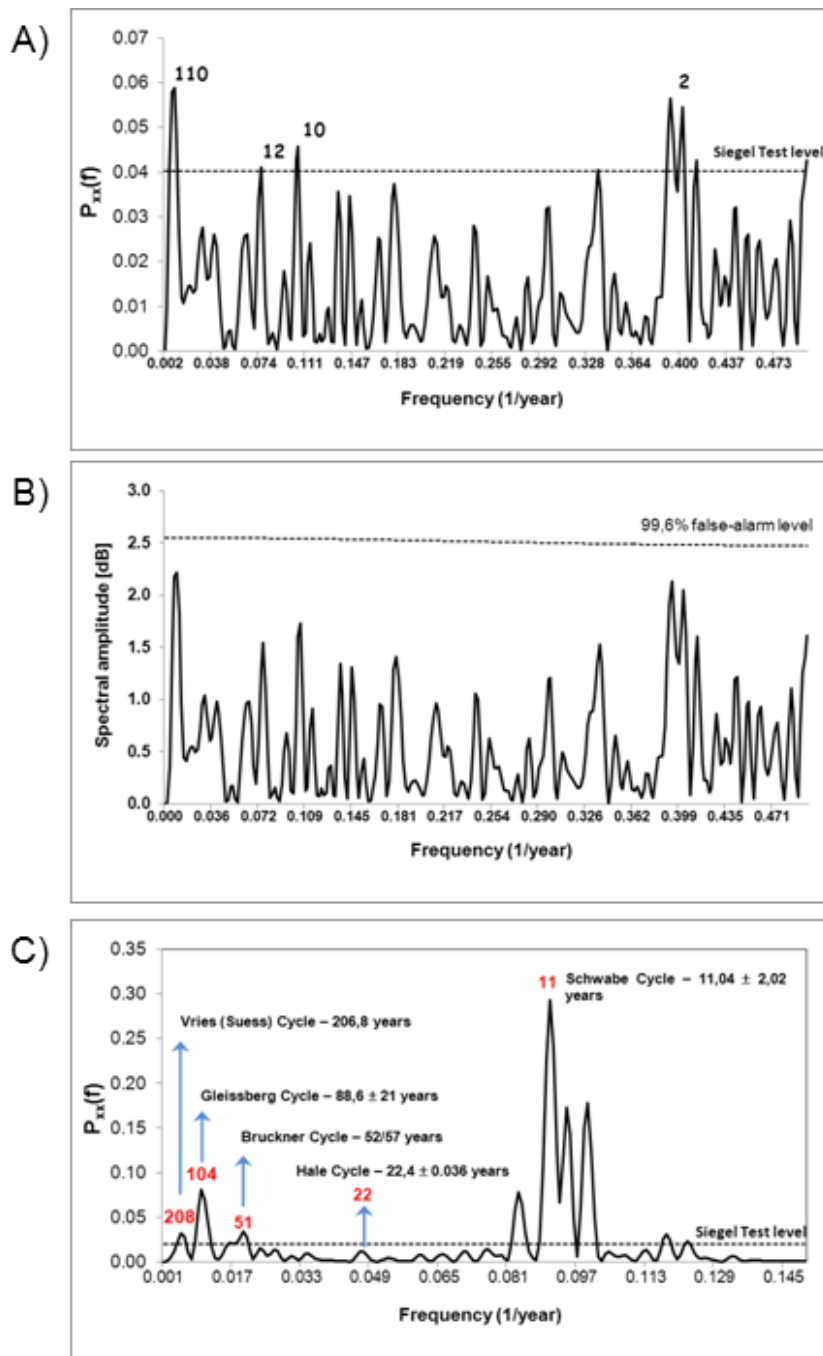 A)
0.07
0.06
0.05
0.04
0.03
0.02
0.01
0.00
P_xx(f)
110
12
10
2
Siegel Test level
0.002 0.038 0.074 0.111 0.147 0.183 0.219 0.255 0.292 0.328 0.364 0.400 0.437 0.473
Frequency (1/year)
B)
3.0
2.5
2.0
1.5
1.0
0.5
0.0
Spectral amplitude [dB]
99,6% false-alarm level
0.000 0.036 0.072 0.109 0.145 0.181 0.217 0.254 0.290 0.326 0.362 0.399 0.435 0.471
Frequency (1/year)
C)
0.35
0.30
0.25
0.20
0.15
0.10
0.05
0.00
P_xx(f)
11
Schwabe Cycle – 11,04 ± 2,02
years
Vries (Suess) Cycle – 206,8 years
Gleissberg Cycle – 88,6 ± 21 years
Bruckner Cycle – 52/57 years
Hale Cycle – 22,4 ± 0.036 years
104
22
208
51
Siegel Test level
0.001 0.017 0.033 0.049 0.065 0.081 0.097 0.113 0.129 0.145
Frequency (1/year)